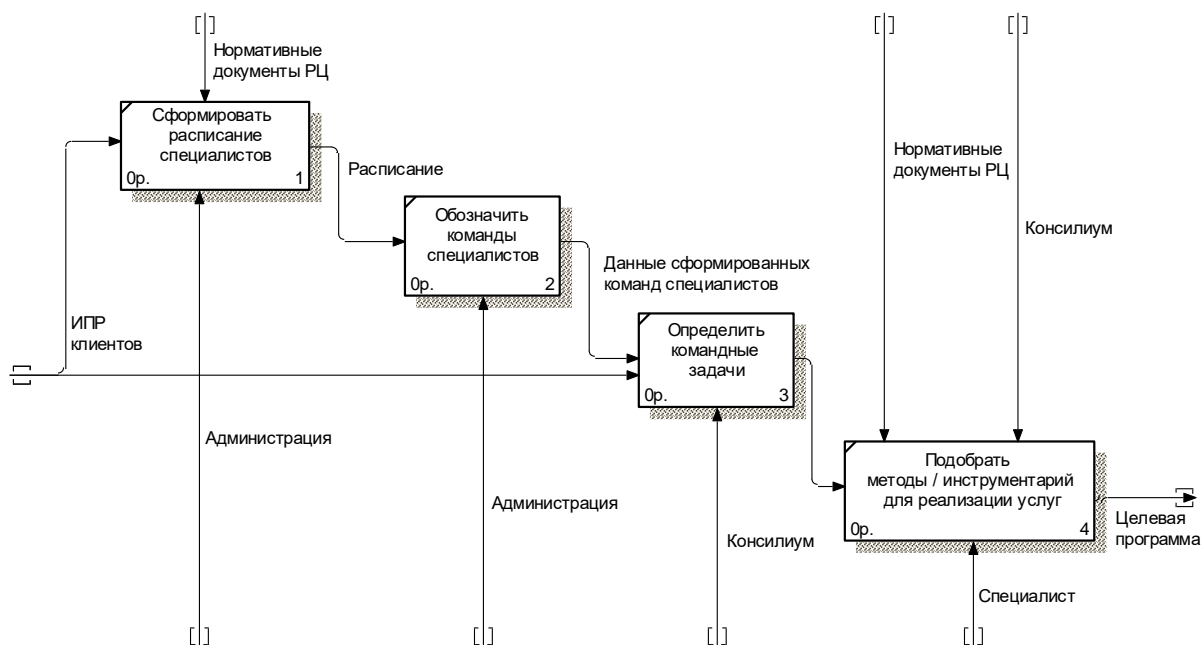 Нормативные
документы РЦ
Сформировать
расписание
специалистов
0р.
1
Расписание
Нормативные
документы РЦ
Консилиум
Обозначить
команды
специалистов
0р.
2
Данные сформированных
команд специалистов
ИПР
клиентов
Определить
командные
задачи
0р.
3
Администрация
Подобрать
методы / инструментарий
для реализации услуг
0р.
4
Целевая
программа
Администрация
Консилиум
Специалист